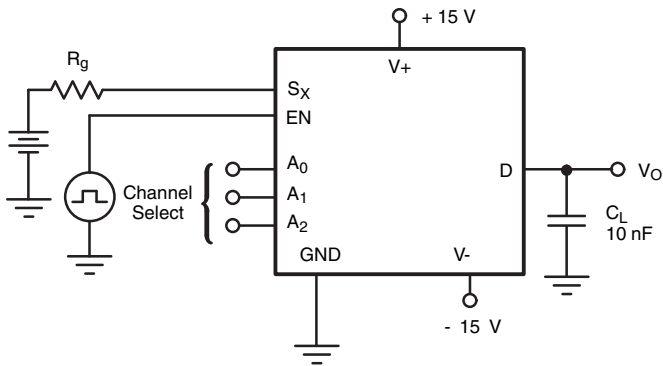 + 15 V
Rg
V+
SX
EN
A0
Channel
Select
A1
A2
D
VO
CL
10 nF
GND
V-
- 15 V